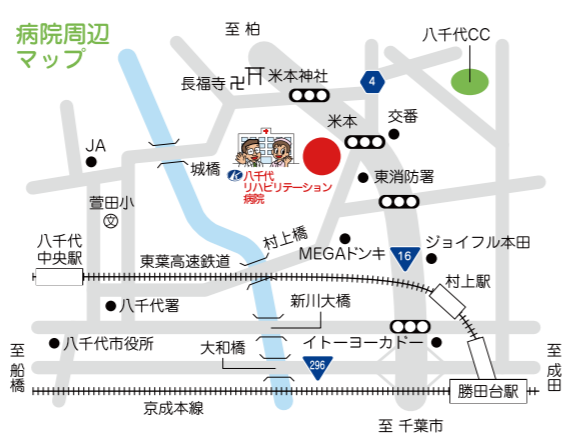 病院周辺
マップ
至 柏
八千代CC
長福寺 卍
米本神社
4
米本
交番
JA
城橋
K 八千代
リハビリテーション
病院
東消防署
萱田小
文
八千代
中央駅
東葉高速鉄道
村上橋
MEGAドンキ
16
ジョイフル本田
村上駅
八千代署
新川大橋
八千代市役所
大和橋
イトーヨーカドー
至 船橋
296
至 成田
勝田台駅
京成本線
至 千葉市